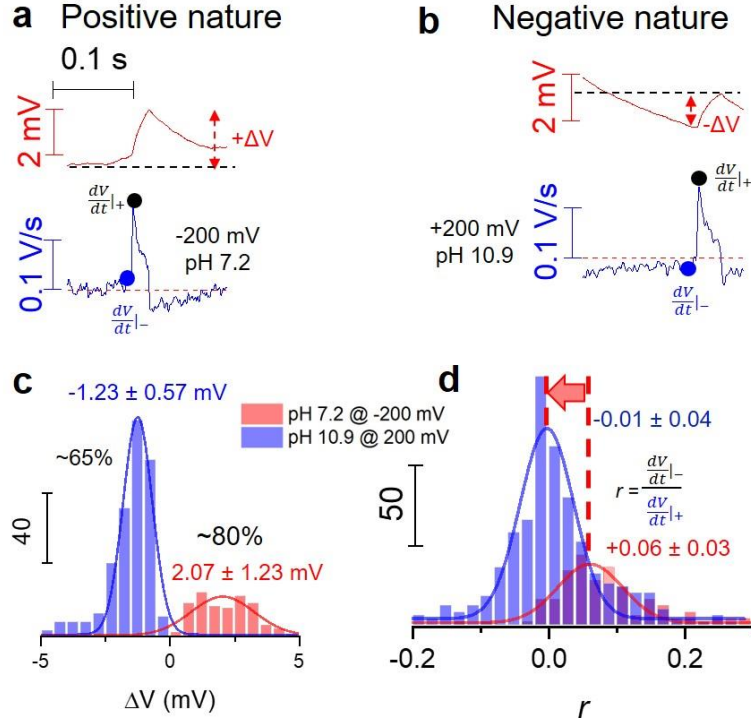 a
Positive nature
0.1 s
2 mV
+ΔV
dV/dt|+
-200 mV
pH 7.2
0.1 V/s
dV/dt|-
b
Negative nature
2 mV
-ΔV
dV/dt|+
+200 mV
pH 10.9
0.1 V/s
dV/dt|-
c
-1.23 ± 0.57 mV
pH 7.2 @ -200 mV
pH 10.9 @ 200 mV
~65%
~80%
40
2.07 ± 1.23 mV
-5 0 5
ΔV (mV)
d
-0.01 ± 0.04
r = dV/dt|- / dV/dt|+
50
+0.06 ± 0.03
-0.2 0.0 0.2
r